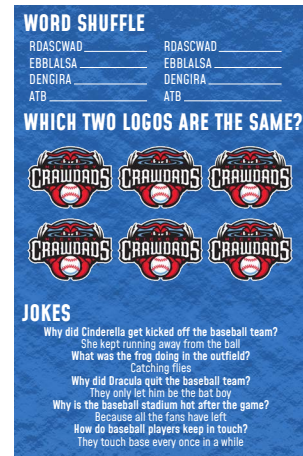 WORD SHUFFLE
RDASCWAD RDASCWAD
EBBLALSA EBBLALSA
DENGIRA DENGIRA
ATB ATB
WHICH TWO LOGOS ARE THE SAME?
CRAWDADS CRAWDADS CRAWDADS
CRAWDADS CRAWDADS CRAWDADS
JOKES
Why did Cinderella get kicked off the baseball team?
She kept running away from the ball
What was the frog doing in the outfield?
Catching flies
Why did Dracula quit the baseball team?
They only let him be the bat boy
Why is the baseball stadium hot after the game?
Because all the fans have left
How do baseball players keep in touch?
They touch base every once in a while